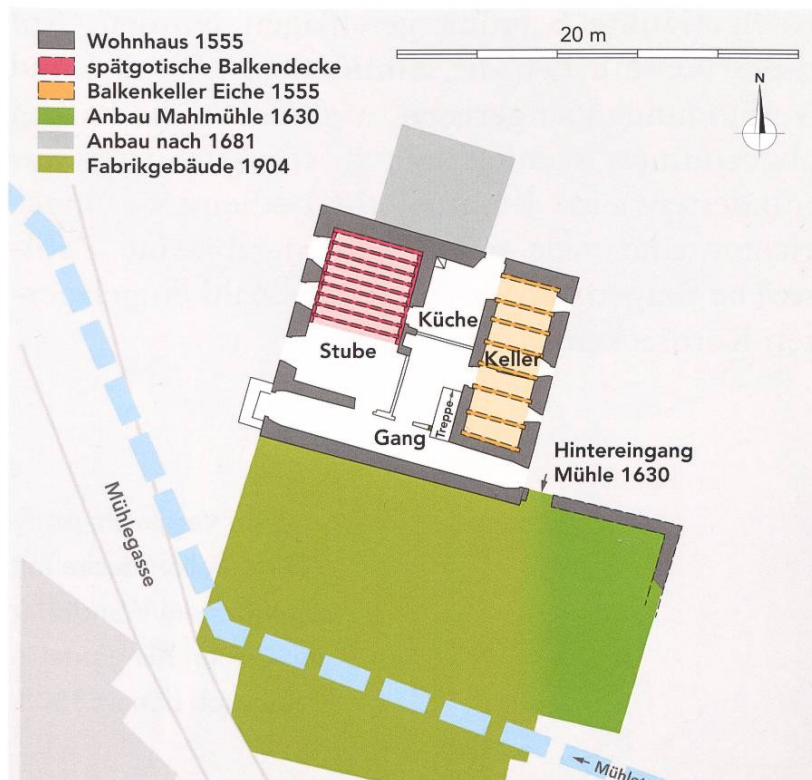 Wohnhaus 1555
spätgotische Balkendecke
Balkenkeller Eiche 1555
Anbau Mahlmühle 1630
Anbau nach 1681
Fabrikgebäude 1904
20 m
N
Küche
Stube
Keller
Treppe
Gang
Hintereingang
Mühle 1630
Mühlegasse